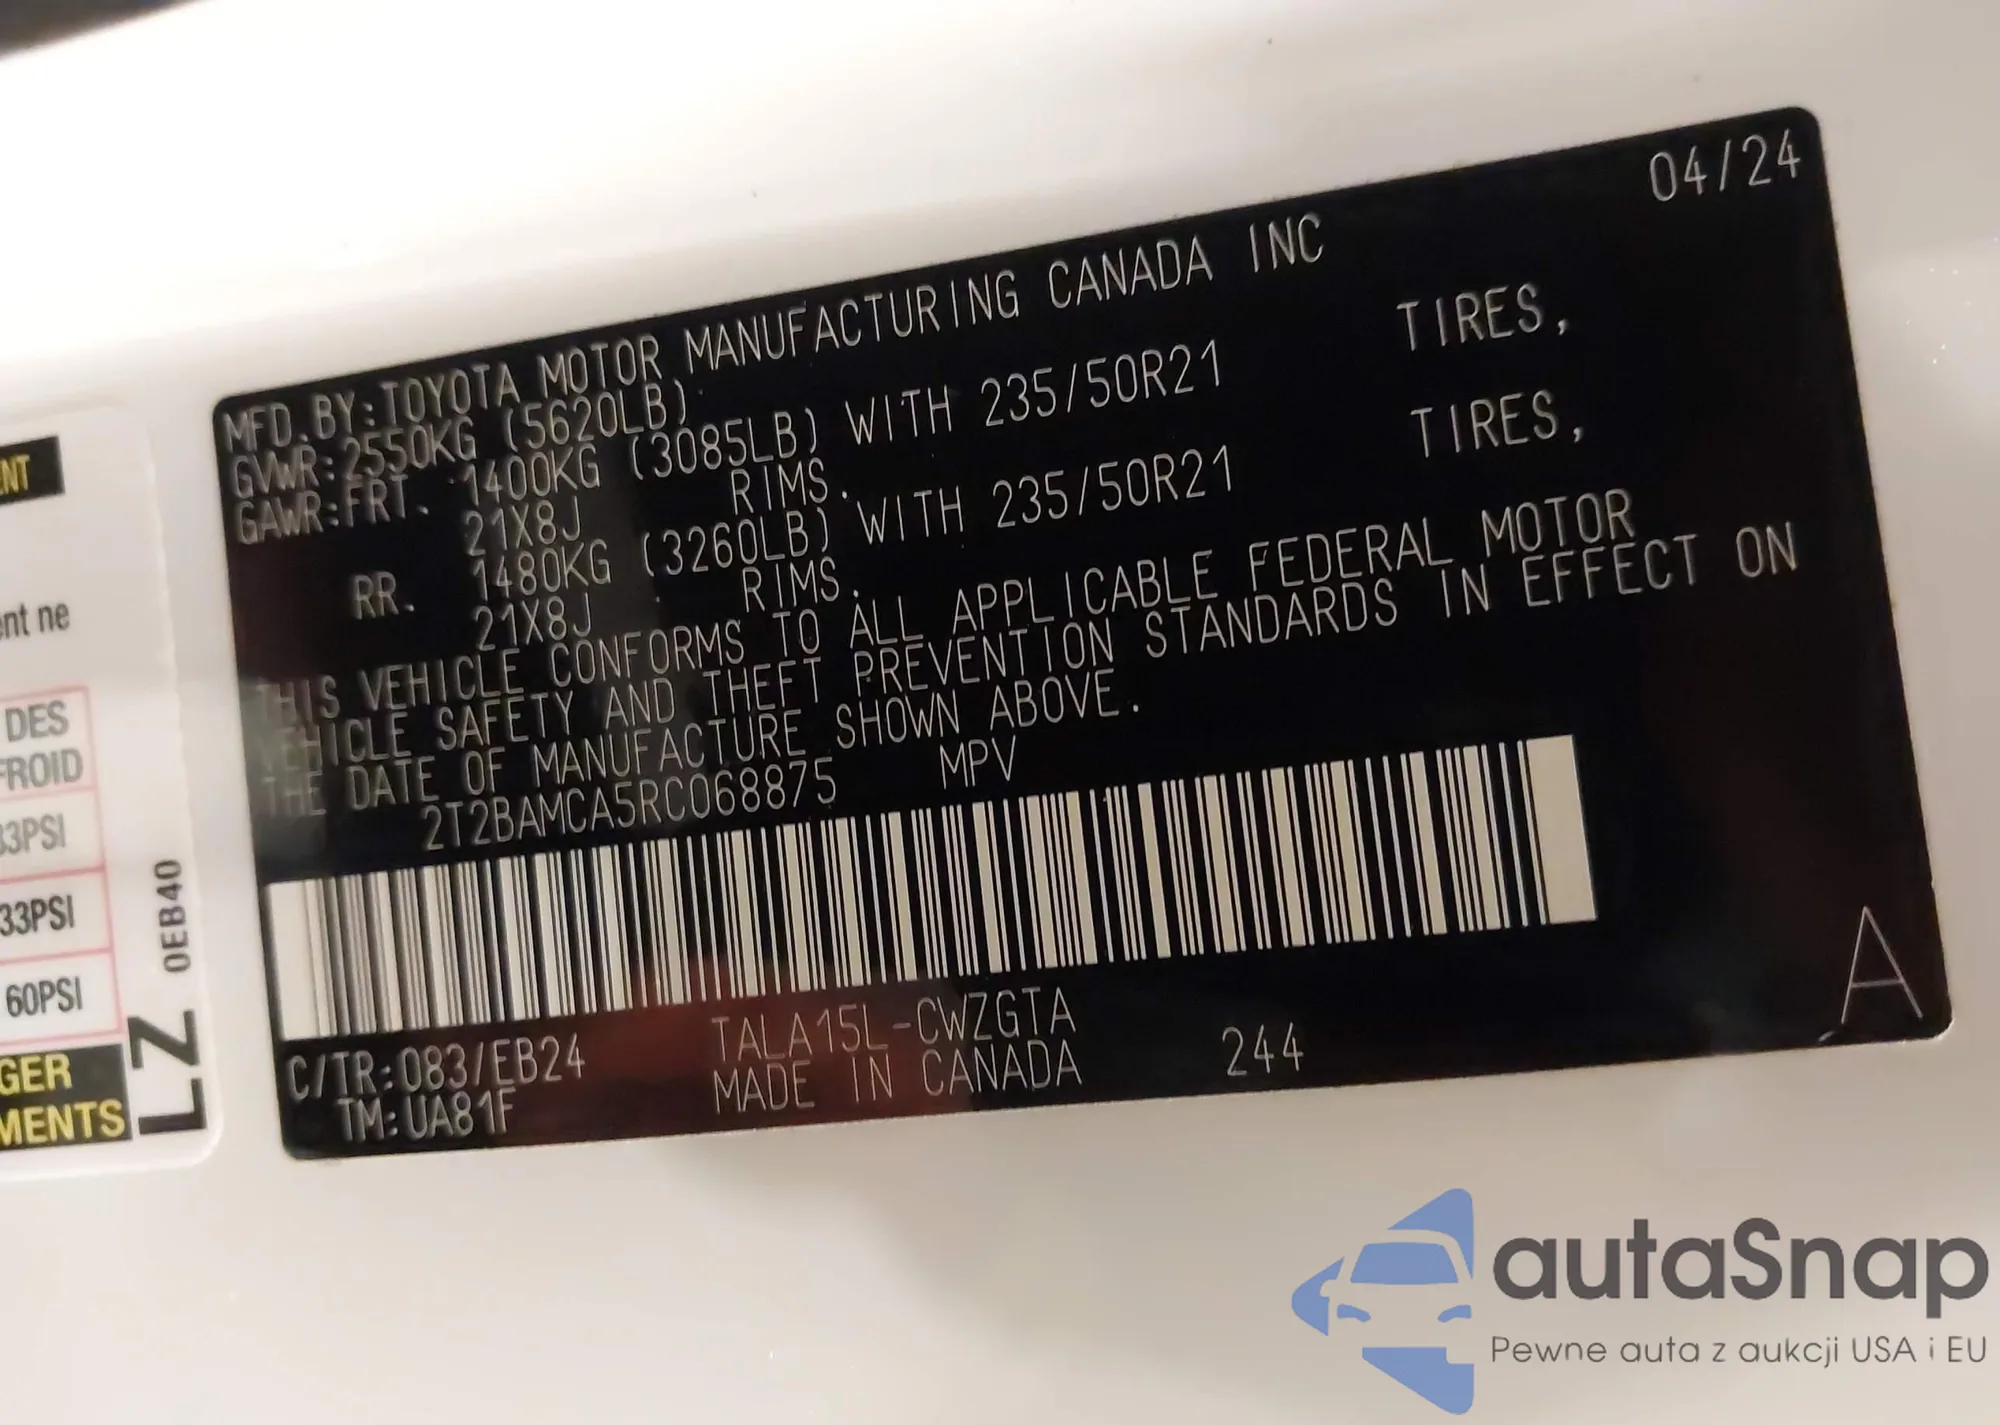 04/24
MFD.BY:TOYOTA MOTOR MANUFACTURING CANADA INC
GVWR:2550KG (5620LB)
GAWR:FRT. 1400KG (3085LB) WITH 235/50R21 TIRES,
21X8J RIMS.
RR. 1480KG (3260LB) WITH 235/50R21 TIRES,
21X8J RIMS.
THIS VEHICLE CONFORMS TO ALL APPLICABLE FEDERAL MOTOR
VEHICLE SAFETY AND THEFT PREVENTION STANDARDS IN EFFECT ON
THE DATE OF MANUFACTURE SHOWN ABOVE.
2T2BAMCA5RC068875 MPV
C/TR:083/EB24 TALA15L-CWZGTA
TM:UA81F MADE IN CANADA 244
A
ENT
ent ne
DES
FROID
33PSI
33PSI
60PSI
GER
MENTS
LZ 0EB40
autaSnap
Pewne auta z aukcji USA i EU